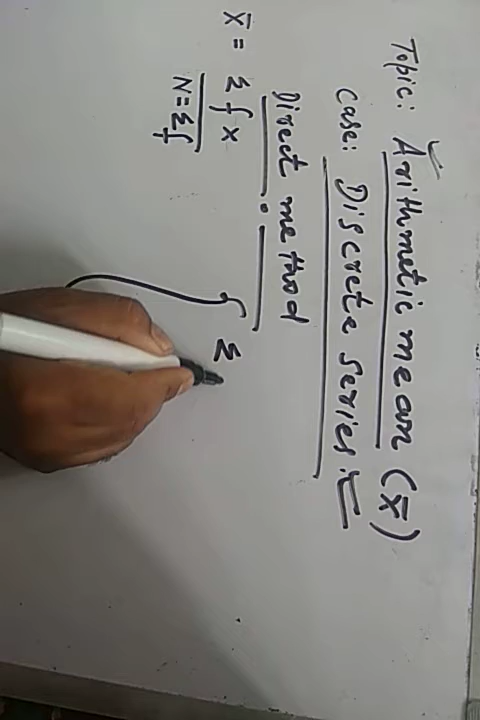 Topic: Arithmetic mean (X̄)
Case: Discrete series:
Direct method
X̄ = Σfx
N=Σf
Σ